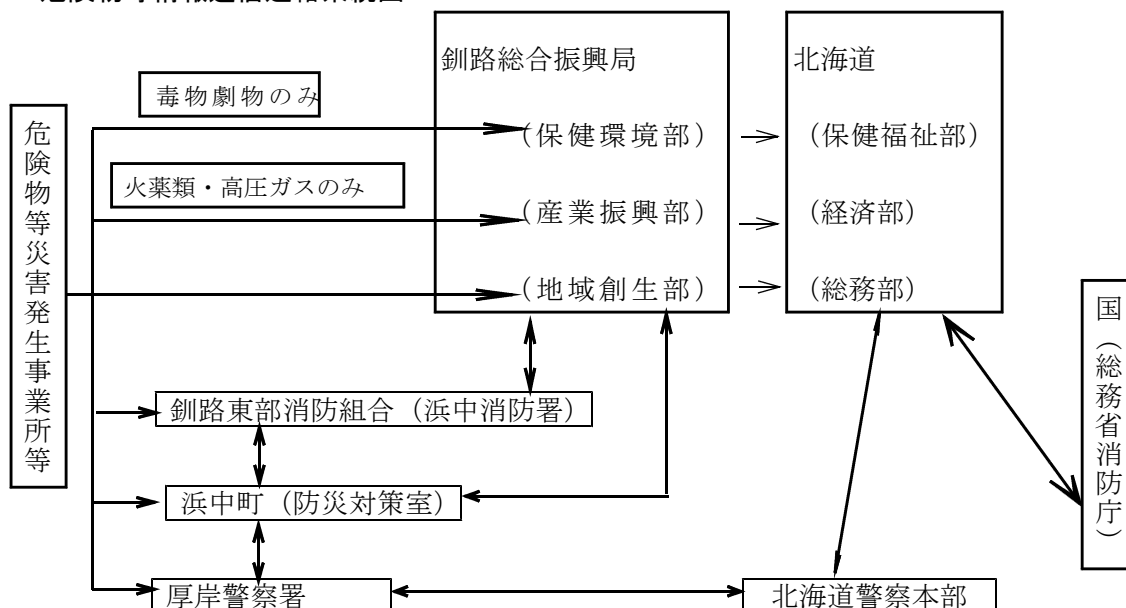 危険物等情報通信連絡系統図
釧路総合振興局
北海道
毒物劇物のみ
危険物等災害発生事業所等
（保健環境部）
（保健福祉部）
火薬類・高圧ガスのみ
（産業振興部）
（経済部）
（地域創生部）
（総務部）
国（総務省消防庁）
釧路東部消防組合（浜中消防署）
浜中町（防災対策室）
厚岸警察署
北海道警察本部